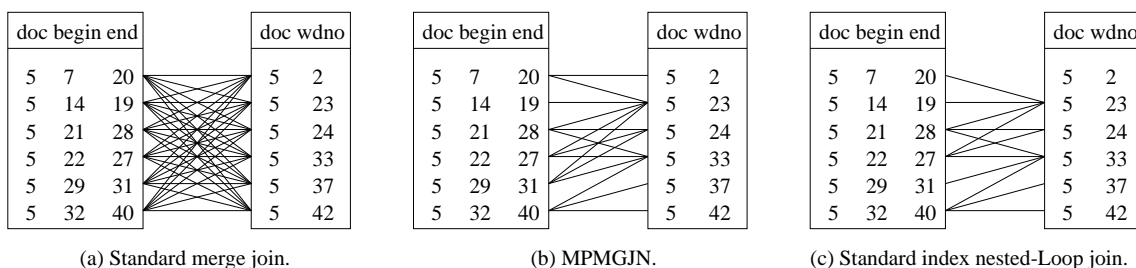 doc begin end doc wdno
5 7 20 5 2
5 14 19 5 23
5 21 28 5 24
5 22 27 5 33
5 29 31 5 37
5 32 40 5 42
(a) Standard merge join.
doc begin end doc wdno
5 7 20 5 2
5 14 19 5 23
5 21 28 5 24
5 22 27 5 33
5 29 31 5 37
5 32 40 5 42
(b) MPMGJN.
doc begin end doc wdno
5 7 20 5 2
5 14 19 5 23
5 21 28 5 24
5 22 27 5 33
5 29 31 5 37
5 32 40 5 42
(c) Standard index nested-Loop join.